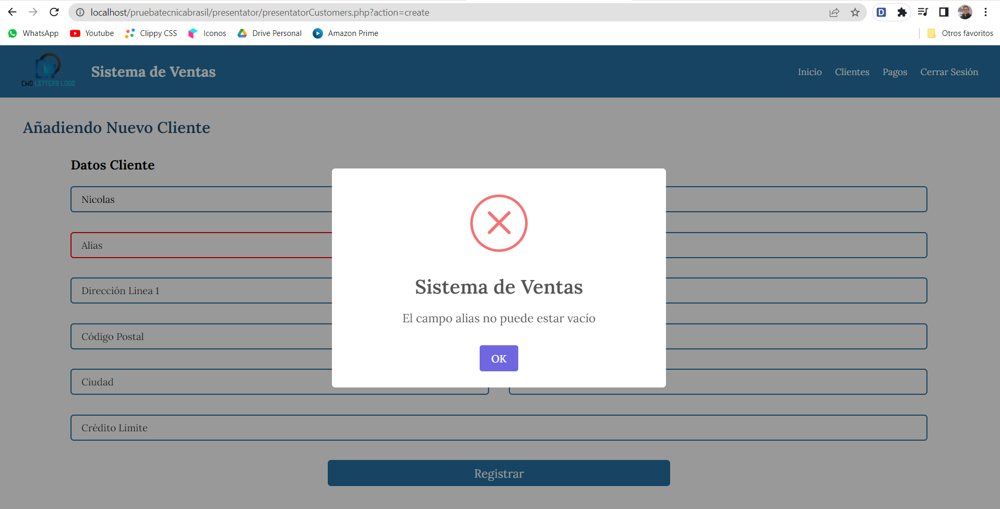 localhost/pruebatecnicabrasil/presentator/presentatorCustomers.php?action=create
D
WhatsApp Youtube Clippy CSS Iconos Drive Personal Amazon Prime Otros favoritos
CWO LETTERS LOGO
Sistema de Ventas
Inicio Clientes Pagos Cerrar Sesión
Añadiendo Nuevo Cliente
Datos Cliente
Nicolas
Alias
Dirección Linea 1
Código Postal
Ciudad
Crédito Limite
Sistema de Ventas
El campo alias no puede estar vacío
OK
Registrar